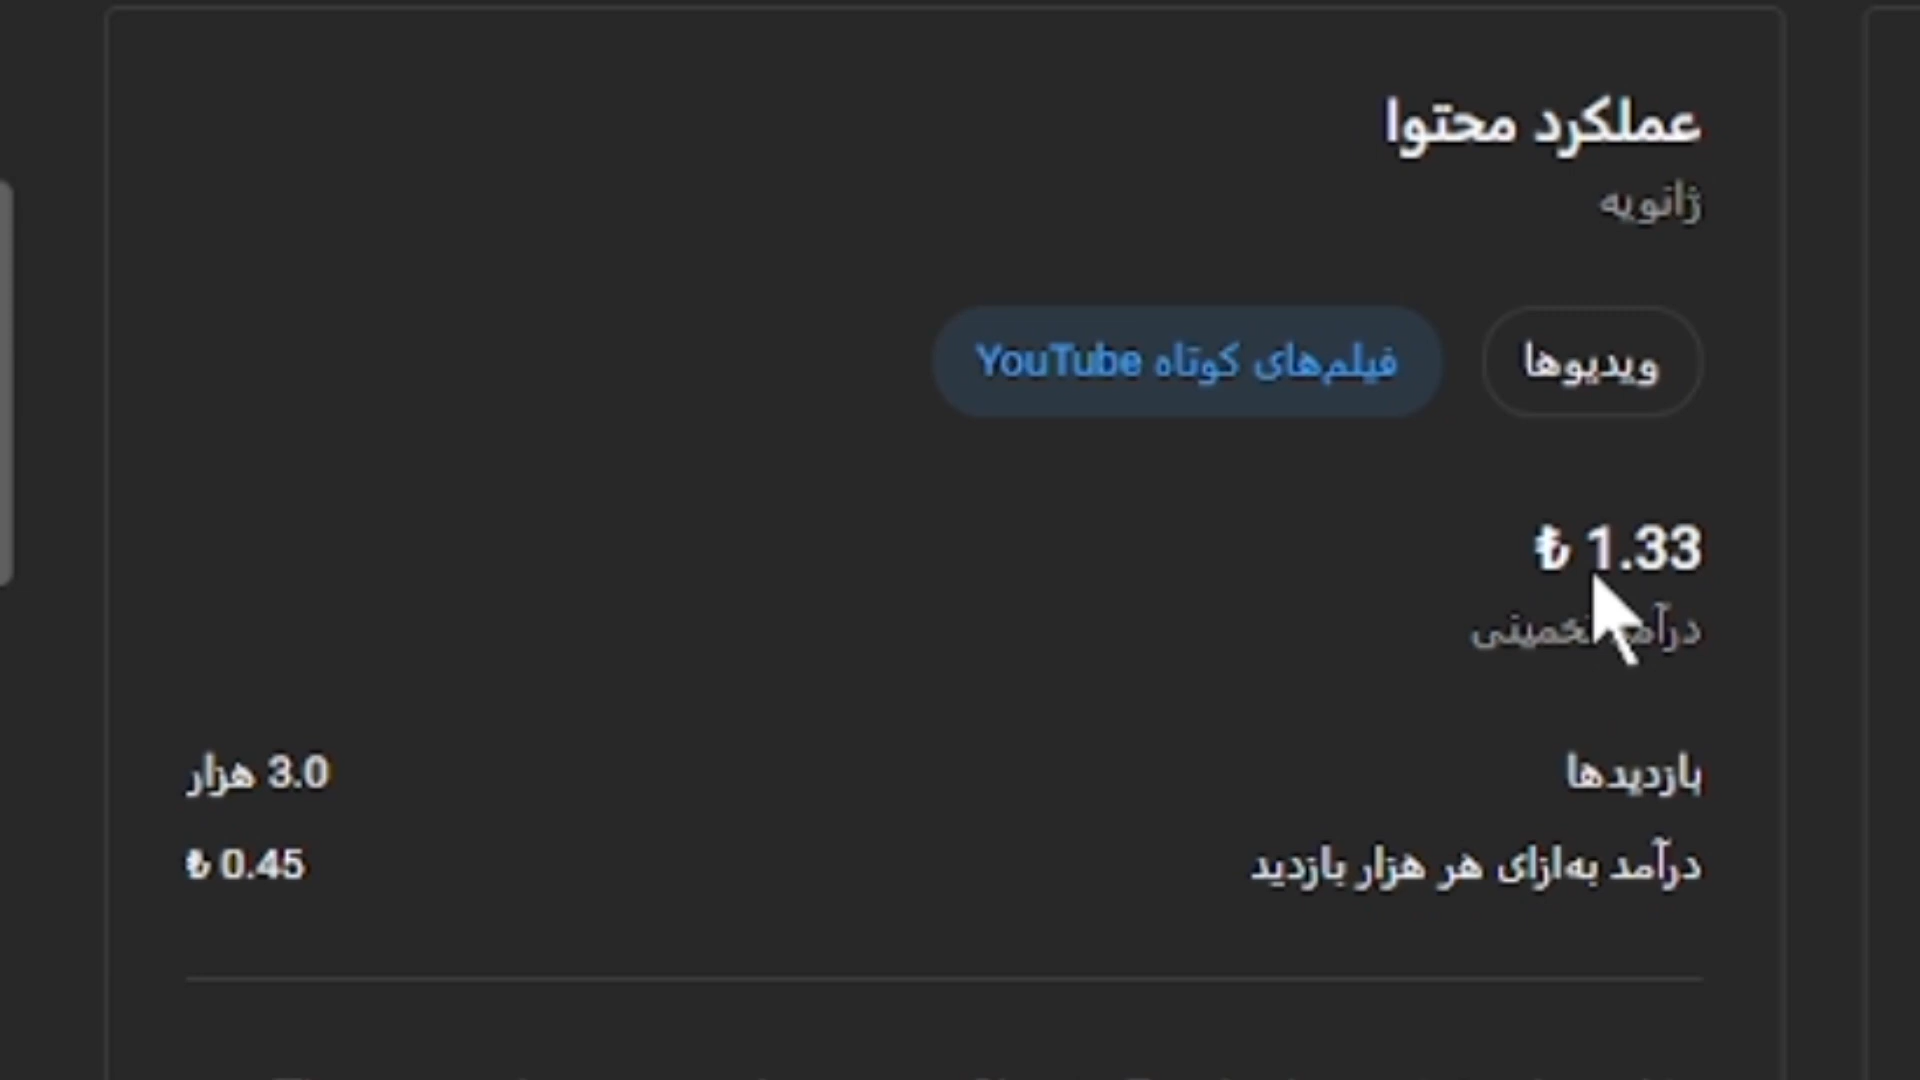 عملکرد محتوا
ژانویه
ویدیوها
فیلم‌های کوتاه YouTube
₺ 1.33
تخمینی
بازدیدها
3.0 هزار
درآمد به‌ازای هر هزار بازدید
₺ 0.45